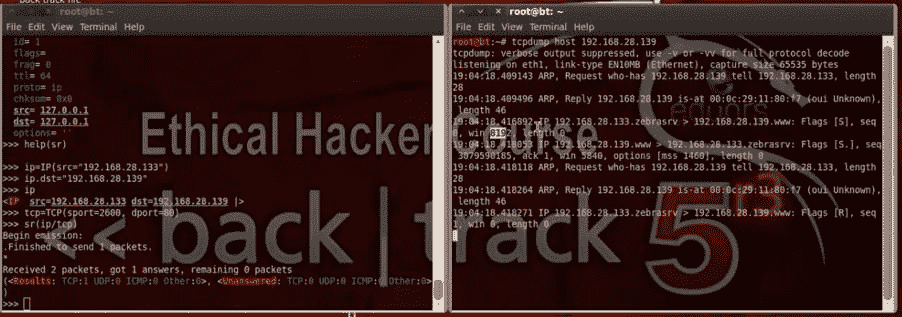 Back track nic
root@bt: ~
File Edit View Terminal Help
id= 1
flags=
frag= 0
ttl= 64
proto= ip
chksum= 0x0
src= 127.0.0.1
dst= 127.0.0.1
options= ''
>>> help(sr)
>>> ip=IP(src="192.168.28.133")
>>> ip.dst="192.168.28.139"
>>> ip
<IP src=192.168.28.133 dst=192.168.28.139 |>
>>> tcp=TCP(sport=2600, dport=80)
>>> sr(ip/tcp)
Begin emission:
.Finished to send 1 packets.
*
Received 2 packets, got 1 answers, remaining 0 packets
(<Results: TCP:1 UDP:0 ICMP:0 Other:0>, <Unanswered: TCP:0 UDP:0 ICMP:0 Other:0>
)
>>>
Ethical Hacker
<< back | track
root@bt: ~
File Edit View Terminal Help
root@bt:~# tcpdump host 192.168.28.139
tcpdump: verbose output suppressed, use -v or -vv for full protocol decode
listening on eth1, link-type EN10MB (Ethernet), capture size 65535 bytes
19:04:18.409143 ARP, Request who-has 192.168.28.139 tell 192.168.28.133, length
28
19:04:18.409496 ARP, Reply 192.168.28.139 is-at 00:0c:29:11:80:f7 (oui Unknown),
length 46
19:04:18.416892 IP 192.168.28.133.zebrasrv > 192.168.28.139.www: Flags [S], seq
0, win 8192, length 0
19:04:18.418053 IP 192.168.28.139.www > 192.168.28.133.zebrasrv: Flags [S.], seq
3079590185, ack 1, win 5840, options [mss 1460], length 0
19:04:18.418118 ARP, Request who-has 192.168.28.139 tell 192.168.28.133, length
28
19:04:18.418264 ARP, Reply 192.168.28.139 is-at 00:0c:29:11:80:f7 (oui Unknown),
length 46
19:04:18.418271 IP 192.168.28.133.zebrasrv > 192.168.28.139.www: Flags [R], seq
1, win 0, length 0
Course
<< back | track 5